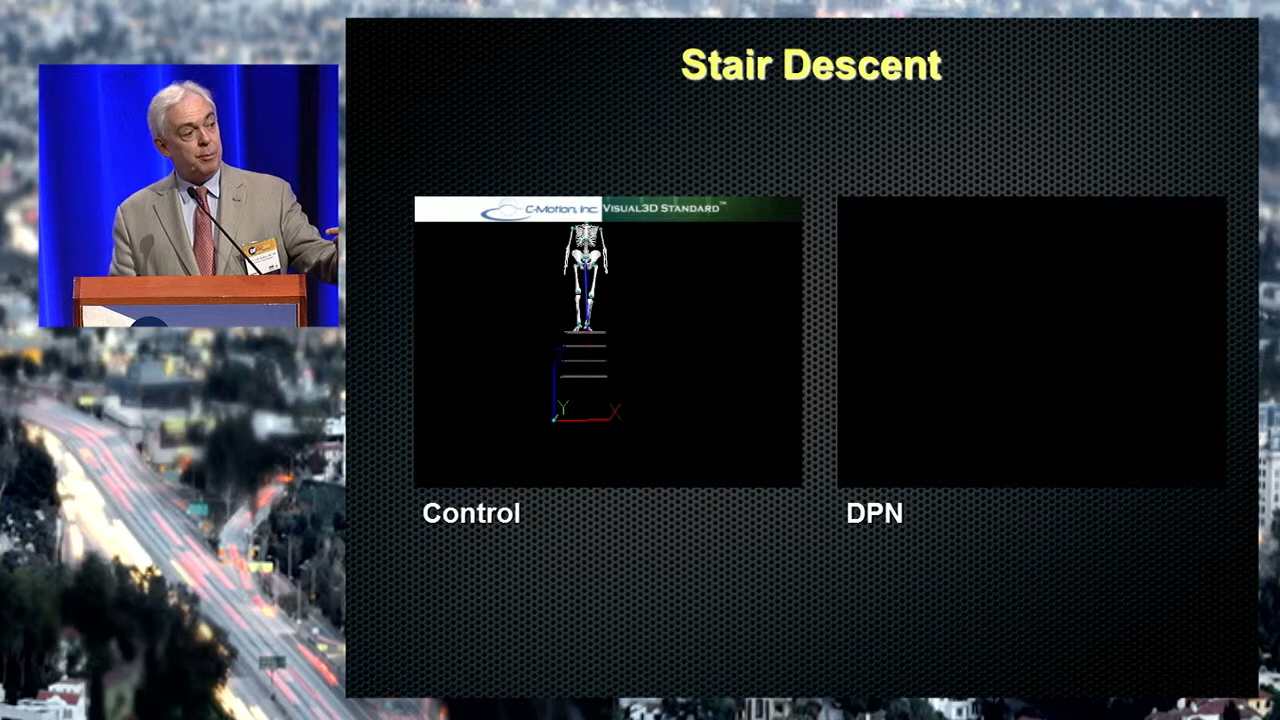 Stair Descent
C-Motion, Inc. Visual3D Standard™
Y
X
Control
DPN